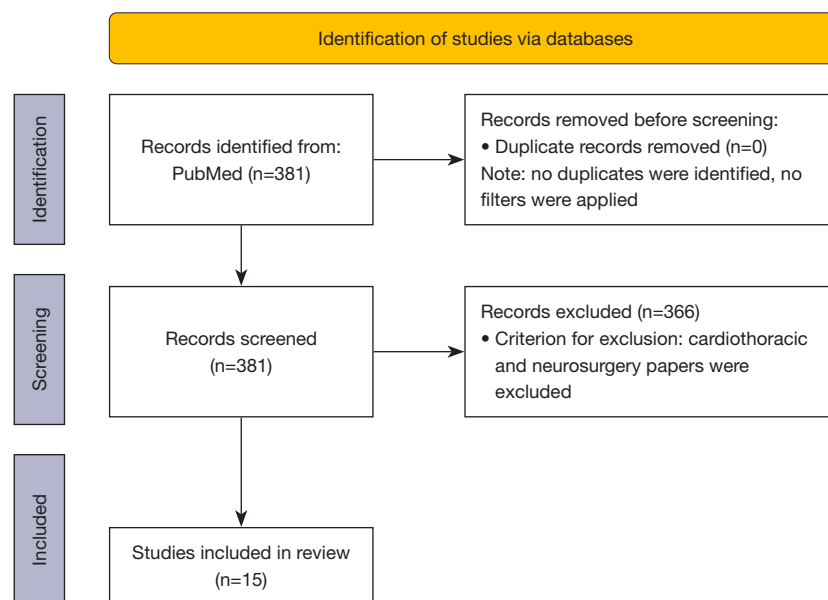 Identification of studies via databases
Identification
Records identified from:
PubMed (n=381)
Records removed before screening:
• Duplicate records removed (n=0)
Note: no duplicates were identified, no
filters were applied
Screening
Records screened
(n=381)
Records excluded (n=366)
• Criterion for exclusion: cardiothoracic
and neurosurgery papers were
excluded
Included
Studies included in review
(n=15)